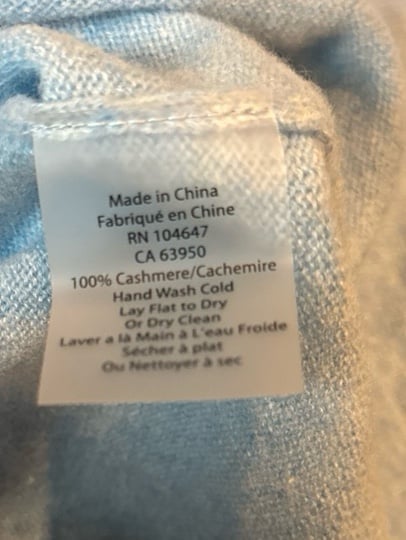 Made in China
Fabriqué en Chine
RN 104647
CA 63950
100% Cashmere/Cachemire
Hand Wash Cold
Lay Flat to Dry
Or Dry Clean
Laver a là Main à L'eau Froide
Sécher à plat
Ou Nettoyer à sec